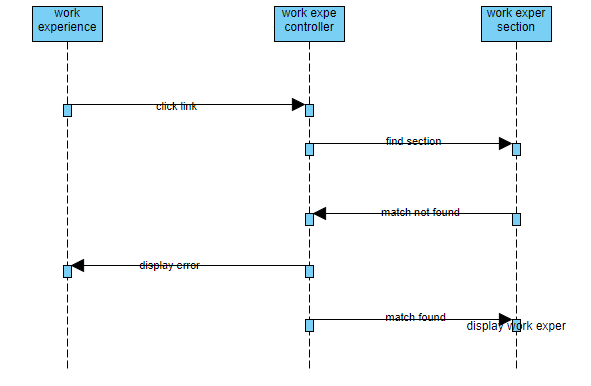 work
experience
work expe
controller
work exper
section
click link
find section
match not found
display error
match found
display work exper